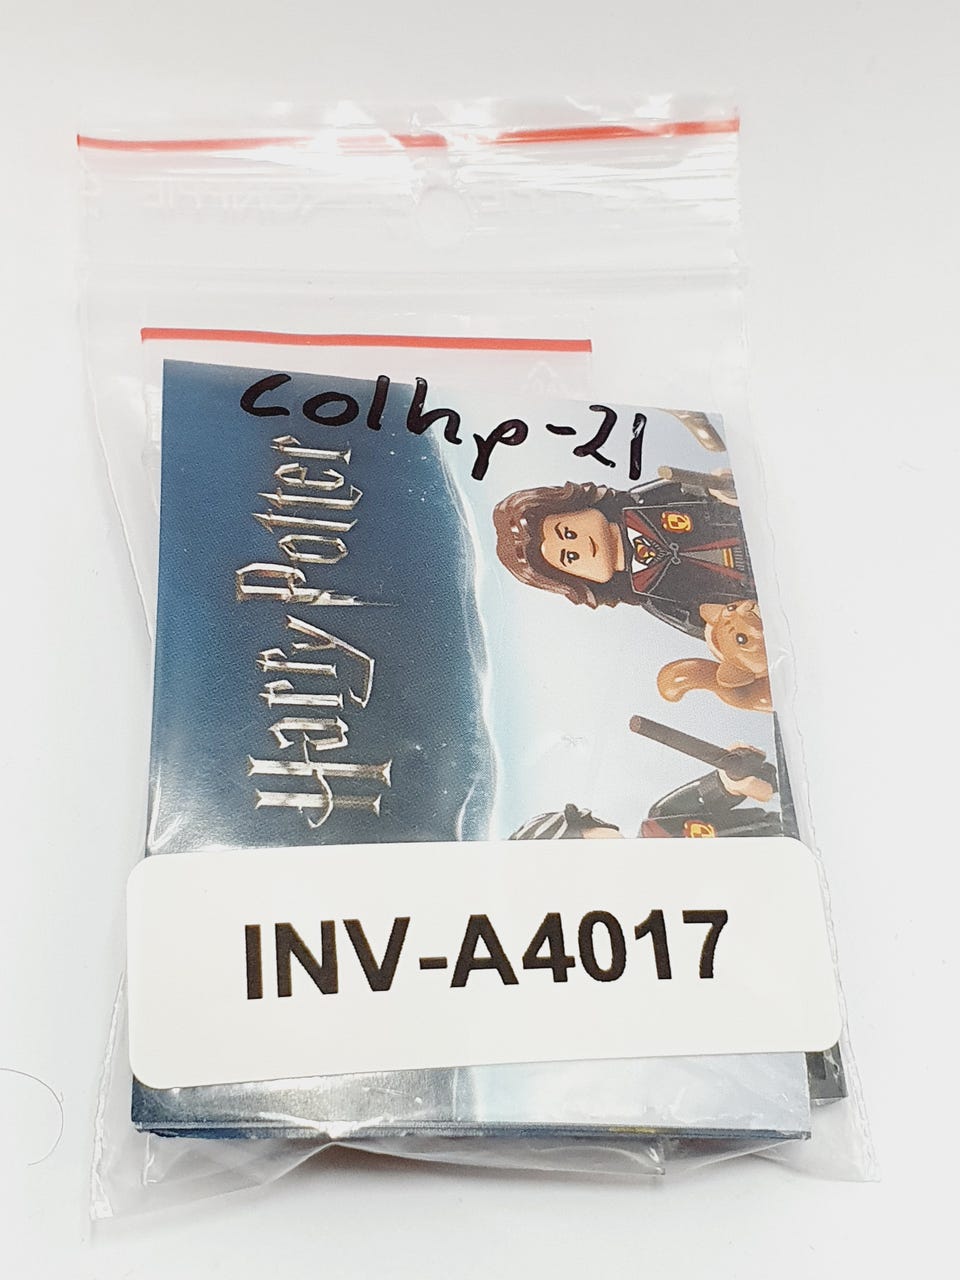 colhp-21
Harry Potter
INV-A4017